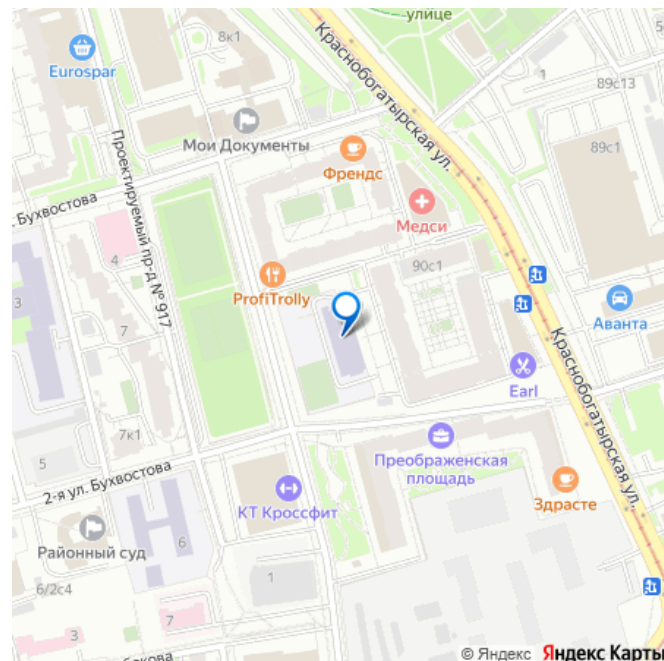 улице
8к1
Eurospar
Краснобогатырская ул.
5
1
89с13
Мои Документы
89с1
Френдс
Проектируемый пр-д № 917
Бухвостова
Медси
4
90с1
3
ProfiTrolly
7
Аванта
Краснобогатырская ул.
Earl
7к1
Преображенская
площадь
5
2-я ул. Бухвостова
Здрасте
КТ Кроссфит
Районный суд
6
1
6/2с4
7
3
© Яндекс Яндекс Карты